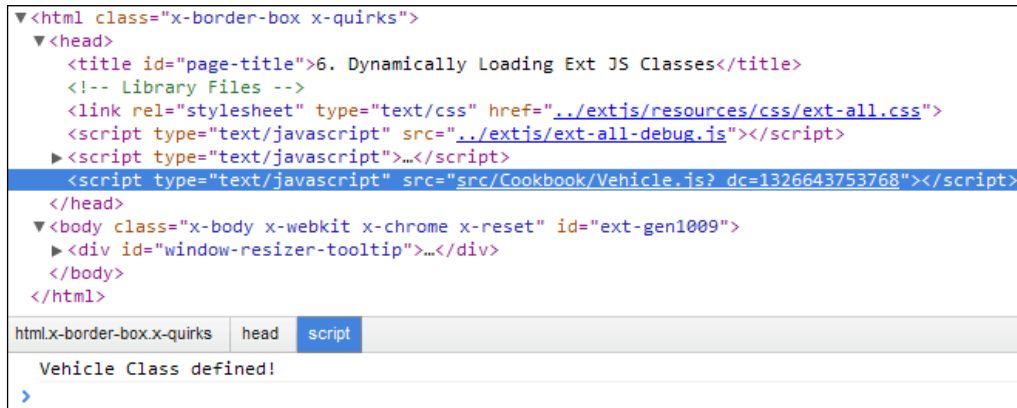 ▼<html class="x-border-box x-quirks">
▼<head>
<title id="page-title">6. Dynamically Loading Ext JS Classes</title>
<!-- Library Files -->
<link rel="stylesheet" type="text/css" href="../extjs/resources/css/ext-all.css">
<script type="text/javascript" src="../extjs/ext-all-debug.js"></script>
▶<script type="text/javascript">…</script>
<script type="text/javascript" src="src/Cookbook/Vehicle.js?_dc=1326643753768"></script>
</head>
▼<body class="x-body x-webkit x-chrome x-reset" id="ext-gen1009">
▶<div id="window-resizer-tooltip">…</div>
</body>
</html>
html.x-border-box.x-quirks head script
Vehicle Class defined!
>